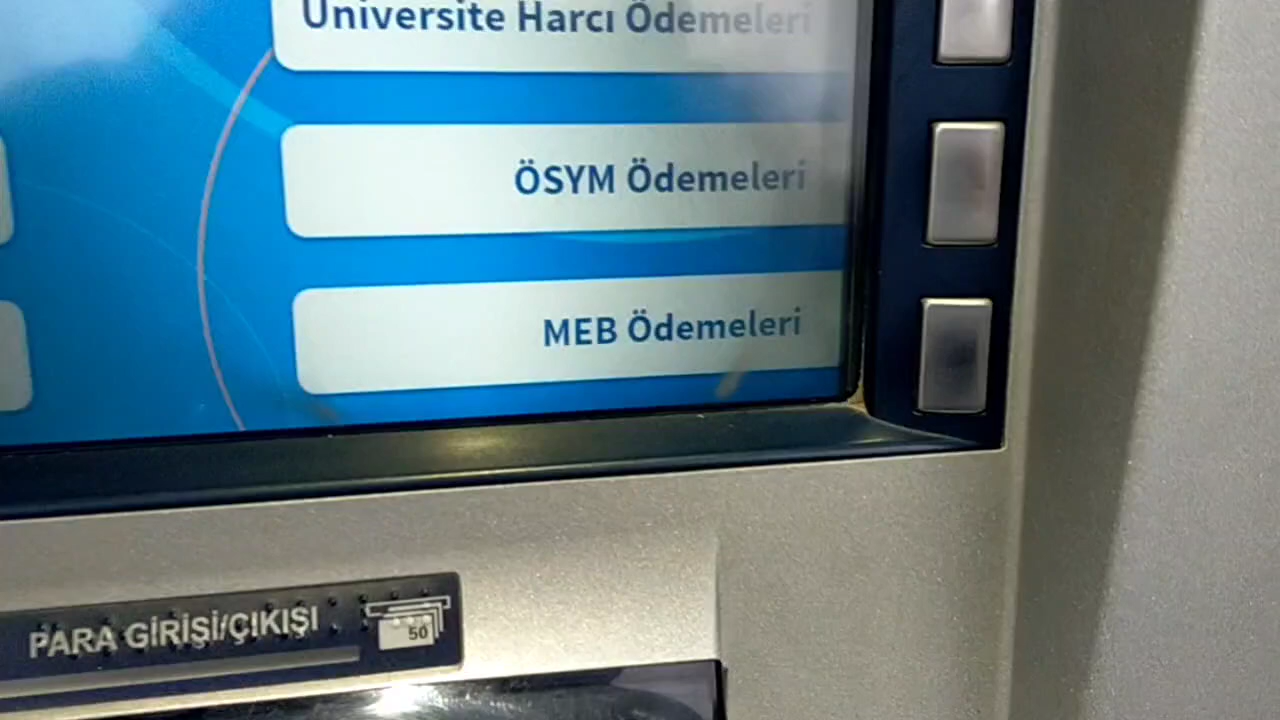 Üniversite Harcı Ödemeleri
ÖSYM Ödemeleri
MEB Ödemeleri
PARA GİRİŞİ/ÇIKIŞI
50